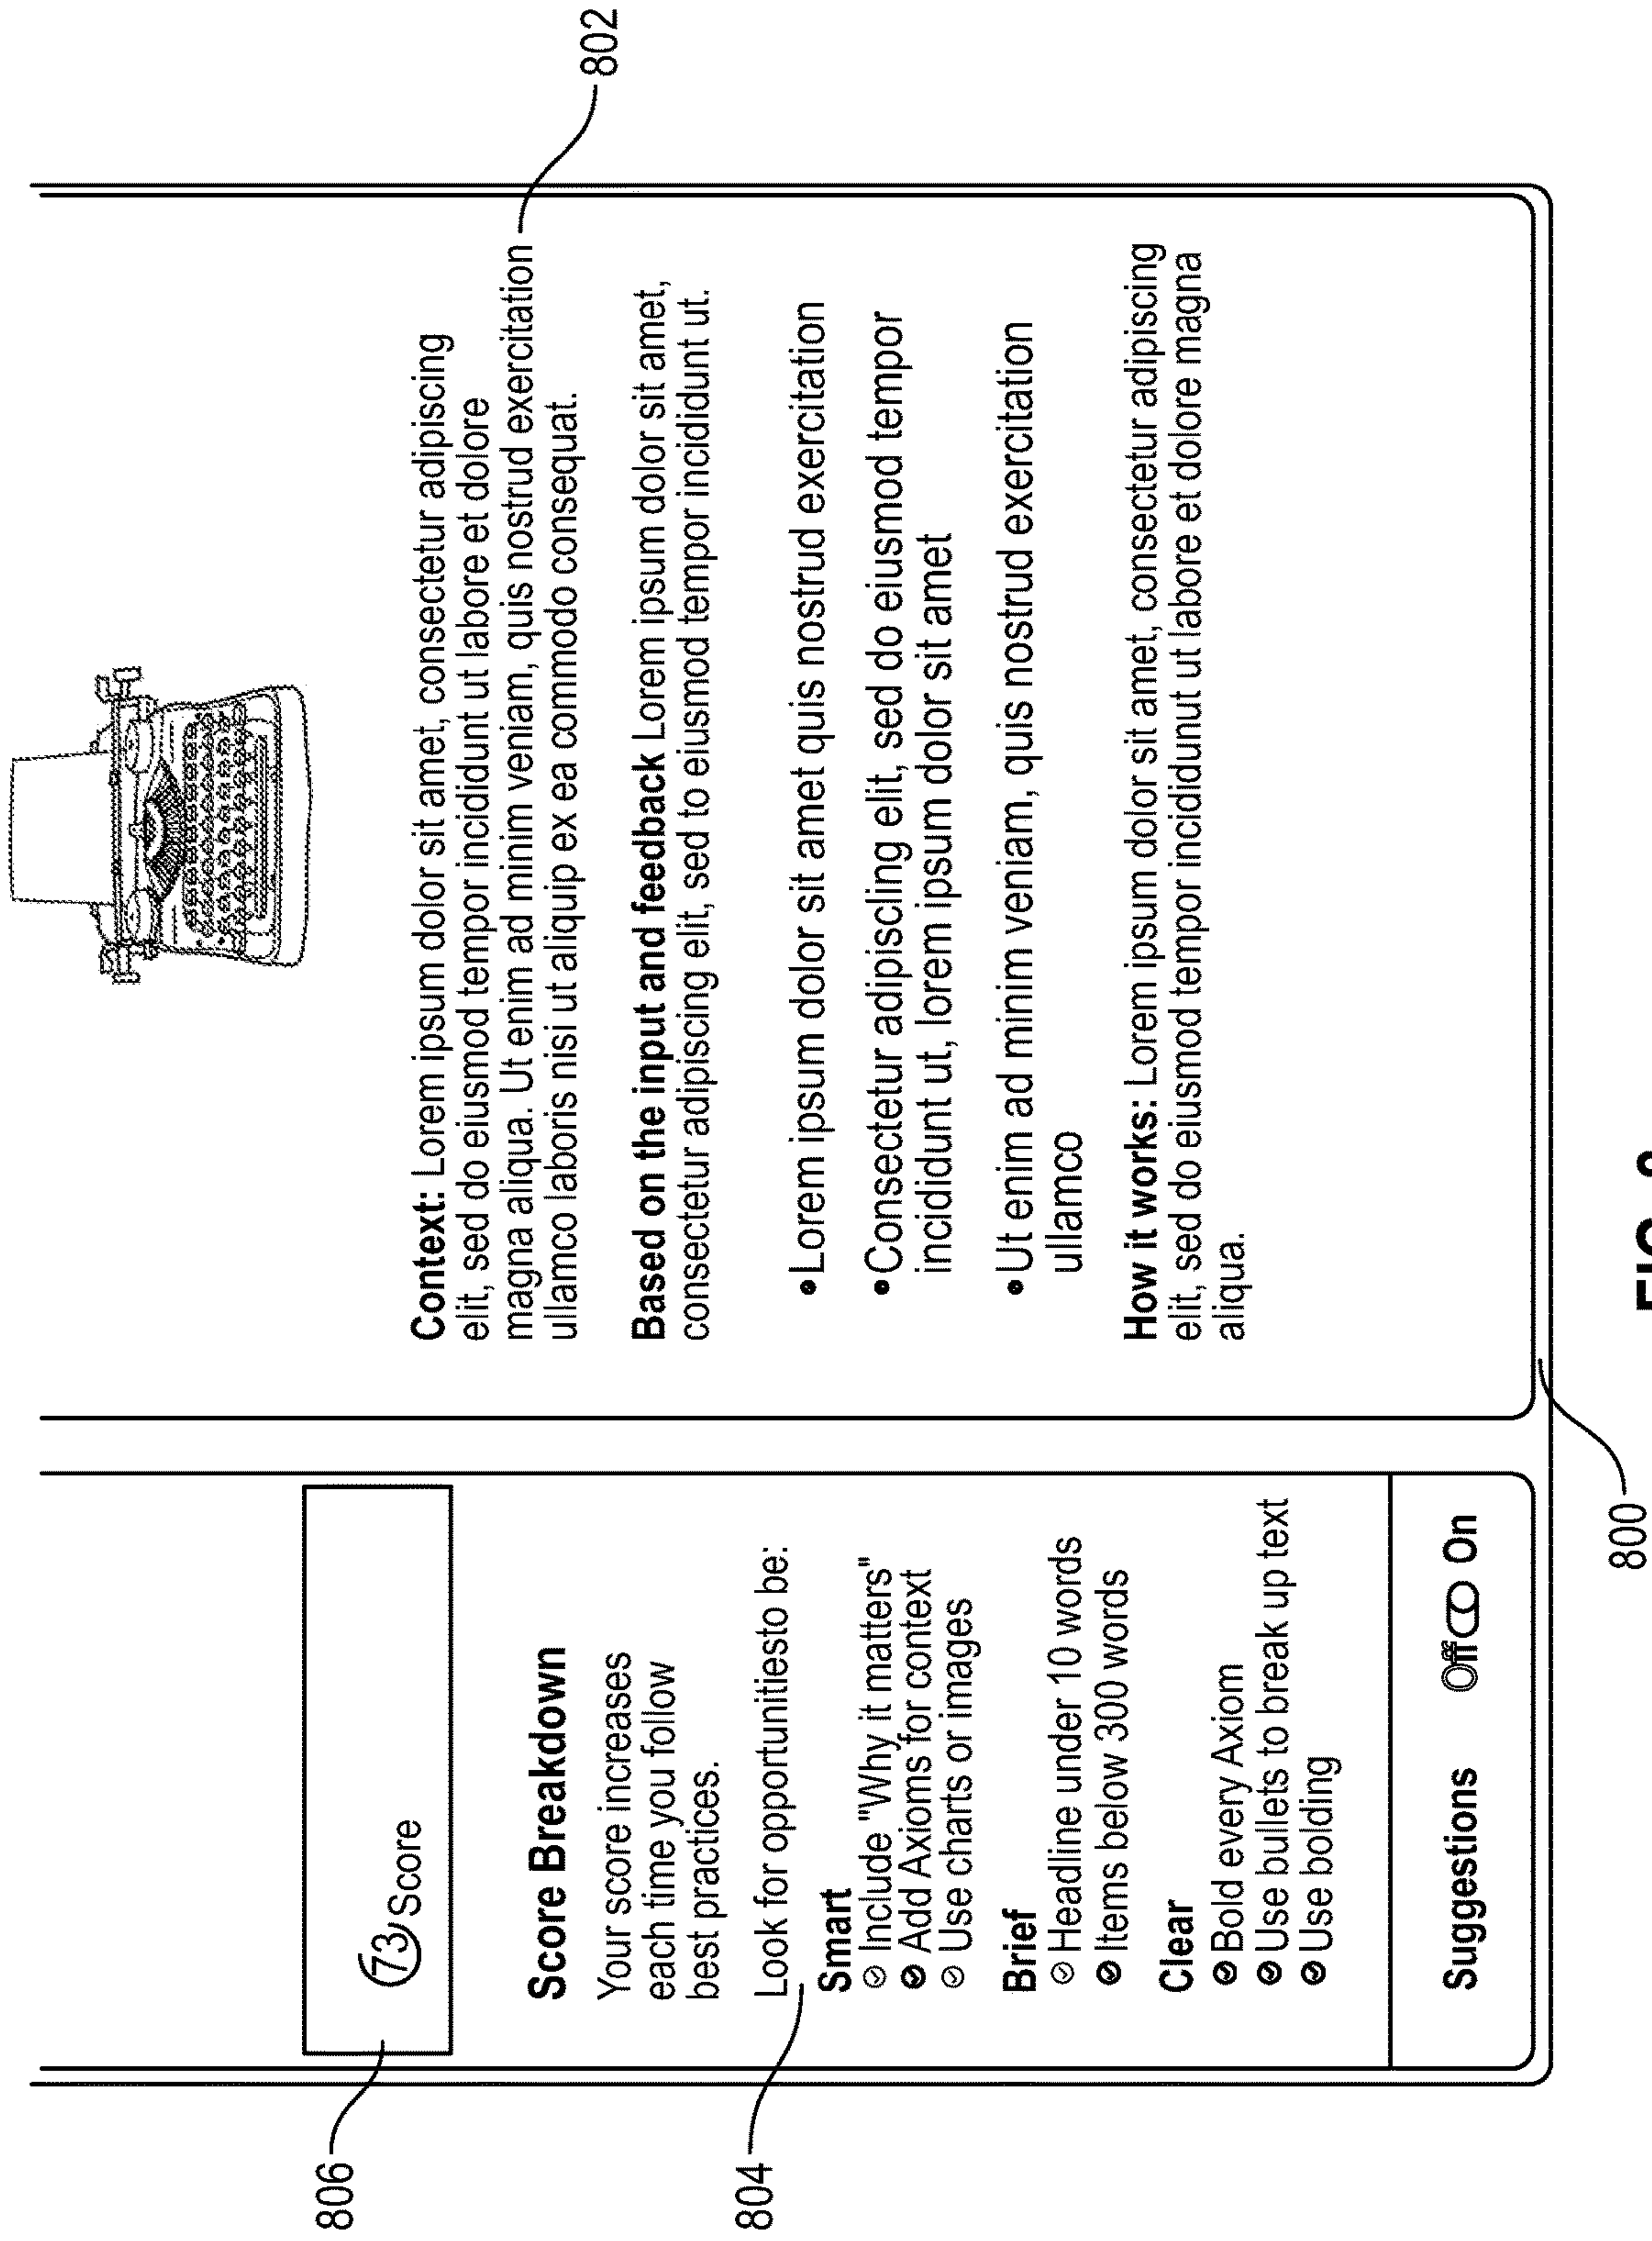 806
73 Score
Score Breakdown
Your score increases
each time you follow
best practices.
804
Look for opportunitiesto be:
Smart
Include "Why it matters"
Add Axioms for context
Use charts or images
Brief
Headline under 10 words
Items below 300 words
Clear
Bold every Axiom
Use bullets to break up text
Use bolding
Suggestions Off On
Context: Lorem ipsum dolor sit amet, consectetur adipiscing
elit, sed do eiusmod tempor incididunt ut labore et dolore
magna aliqua. Ut enim ad minim veniam, quis nostrud exercitation
ullamco laboris nisi ut aliquip ex ea commodo consequat.
802
Based on the input and feedback Lorem ipsum dolor sit amet,
consectetur adipiscing elit, sed to eiusmod tempor incididunt ut.
•Lorem ipsum dolor sit amet quis nostrud exercitation
•Consectetur adipiscling elit, sed do eiusmod tempor
incididunt ut, lorem ipsum dolor sit amet
•Ut enim ad minim veniam, quis nostrud exercitation
ullamco
How it works: Lorem ipsum dolor sit amet, consectetur adipiscing
elit, sed do eiusmod tempor incididunut ut labore et dolore magna
aliqua.
800
FIG.